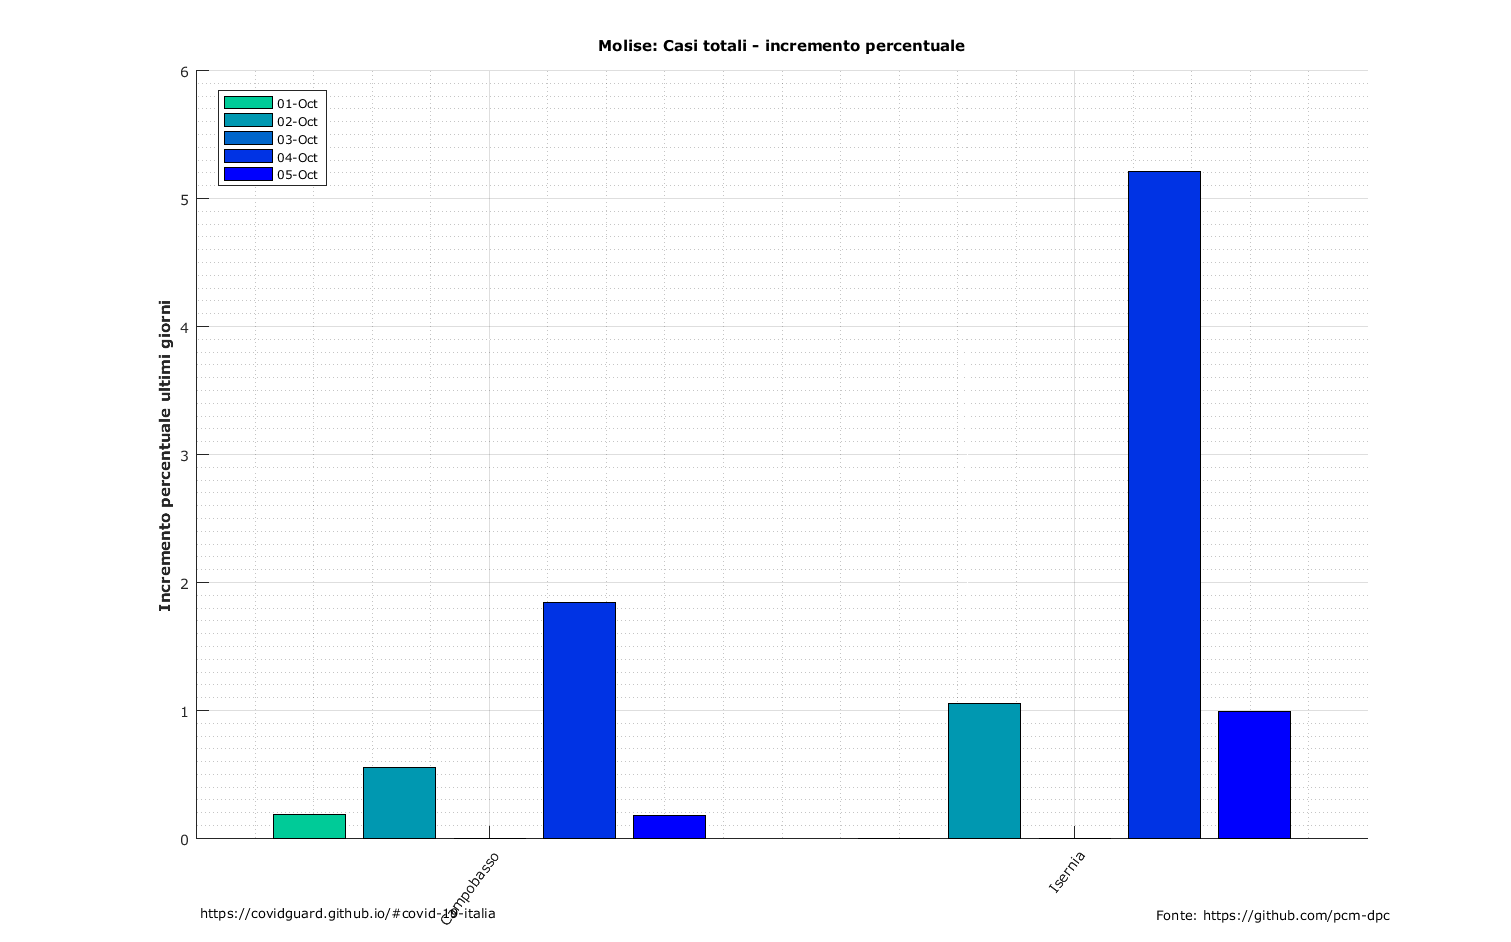 Molise: Casi totali - incremento percentuale
6
5
4
3
2
1
0
Incremento percentuale ultimi giorni
01-Oct
02-Oct
03-Oct
04-Oct
05-Oct
Campobasso
Isernia
https://covidguard.github.io/#covid-19-italia
Fonte: https://github.com/pcm-dpc